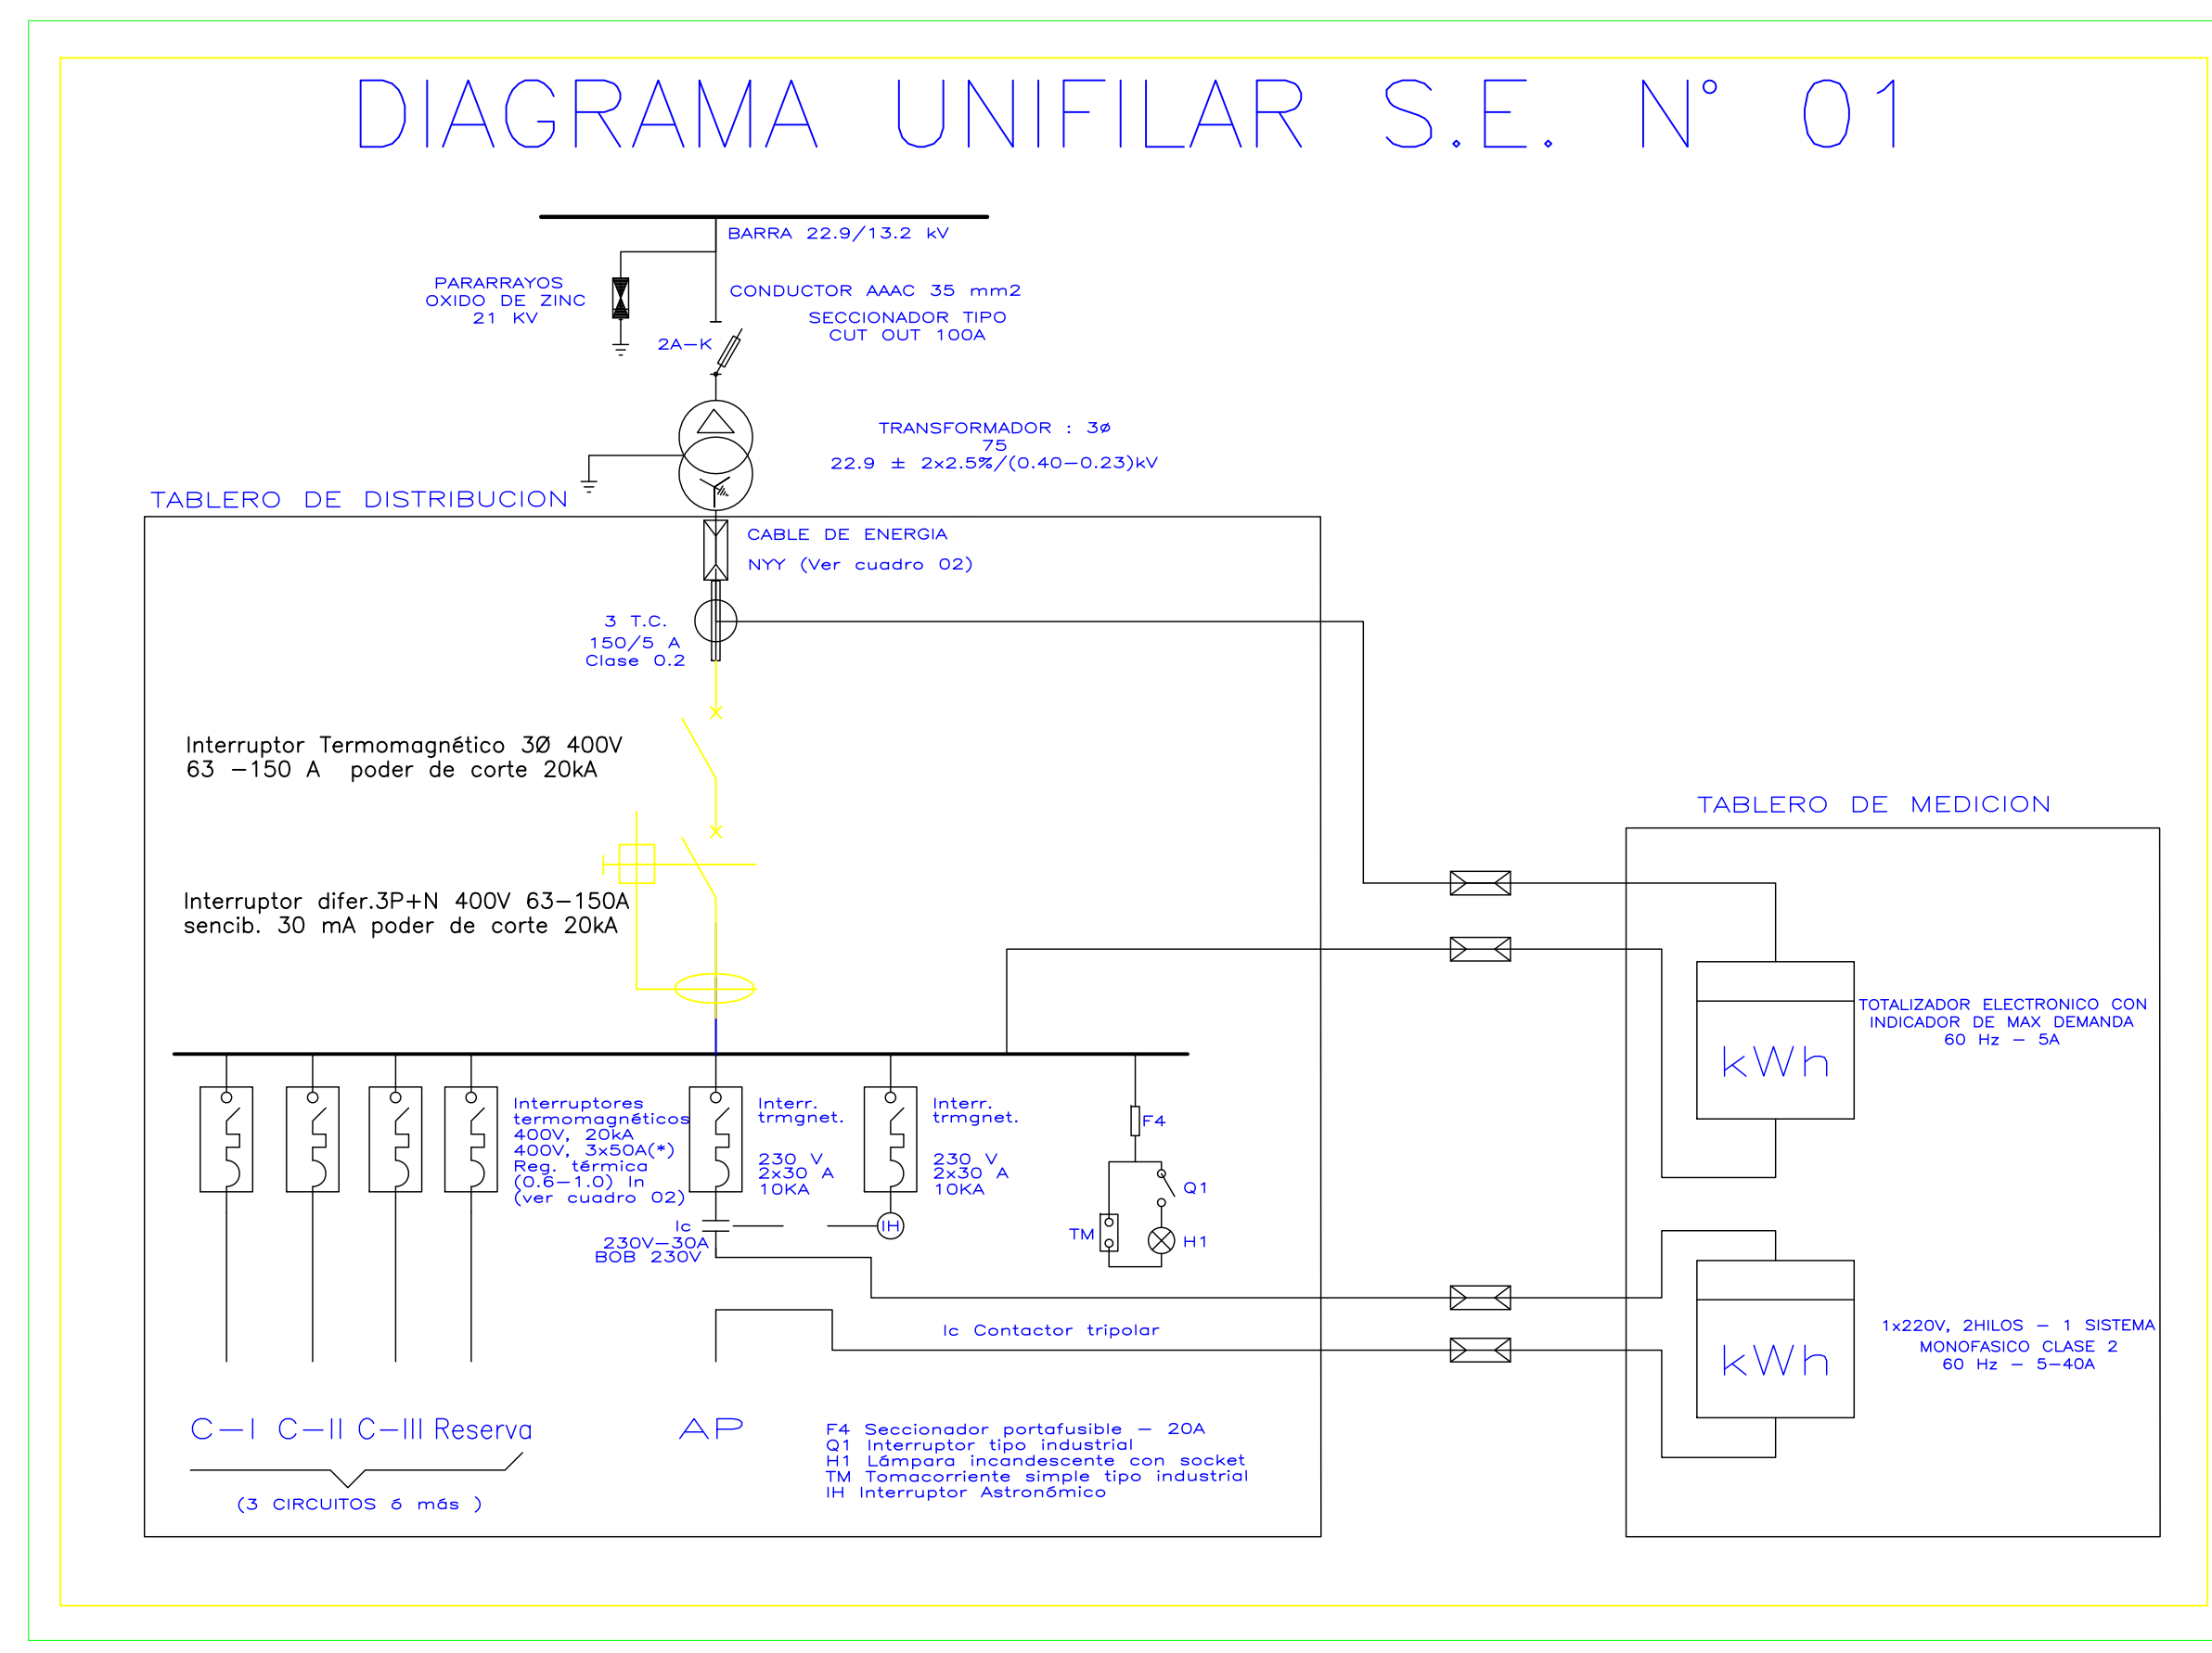 DIAGRAMA UNIFILAR S.E. N° 01
BARRA 22.9/13.2 kV
PARARRAYOS
OXIDO DE ZINC
21 KV
CONDUCTOR AAAC 35 mm2
SECCIONADOR TIPO
CUT OUT 100A
2A-K
TRANSFORMADOR : 3ø
75
22.9 ± 2x2.5%/(0.40-0.23)kV
TABLERO DE DISTRIBUCION
CABLE DE ENERGIA
NYY (Ver cuadro 02)
3 T.C.
150/5 A
Clase 0.2
Interruptor Termomagnético 3Ø 400V
63 -150 A poder de corte 20kA
Interruptor difer.3P+N 400V 63-150A
sencib. 30 mA poder de corte 20kA
TABLERO DE MEDICION
kWh
TOTALIZADOR ELECTRONICO CON
INDICADOR DE MAX DEMANDA
60 Hz - 5A
Interruptores
termomagnéticos
400V, 20kA
400V, 3x50A(*)
Reg. térmica
(0.6-1.0) In
(ver cuadro 02)
Interr.
trmgnet.
230 V
2x30 A
10KA
Interr.
trmgnet.
230 V
2x30 A
10KA
F4
Q1
TM
H1
Ic
230V-30A
BOB 230V
IH
Ic Contactor tripolar
kWh
1x220V, 2HILOS - 1 SISTEMA
MONOFASICO CLASE 2
60 Hz - 5-40A
C-I C-II C-III Reserva
AP
(3 CIRCUITOS ó más )
F4 Seccionador portafusible - 20A
Q1 Interruptor tipo industrial
H1 Lámpara incandescente con socket
TM Tomacorriente simple tipo industrial
IH Interruptor Astronómico